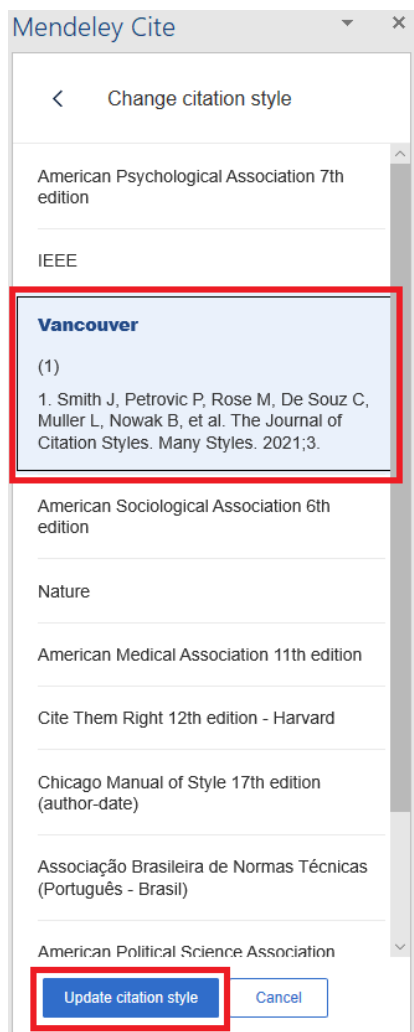 Mendeley Cite
Change citation style
American Psychological Association 7th
edition
IEEE
Vancouver
(1)
1. Smith J, Petrovic P, Rose M, De Souz C,
Muller L, Nowak B, et al. The Journal of
Citation Styles. Many Styles. 2021;3.
American Sociological Association 6th
edition
Nature
American Medical Association 11th edition
Cite Them Right 12th edition - Harvard
Chicago Manual of Style 17th edition
(author-date)
Associação Brasileira de Normas Técnicas
(Português - Brasil)
American Political Science Association
Update citation style
Cancel